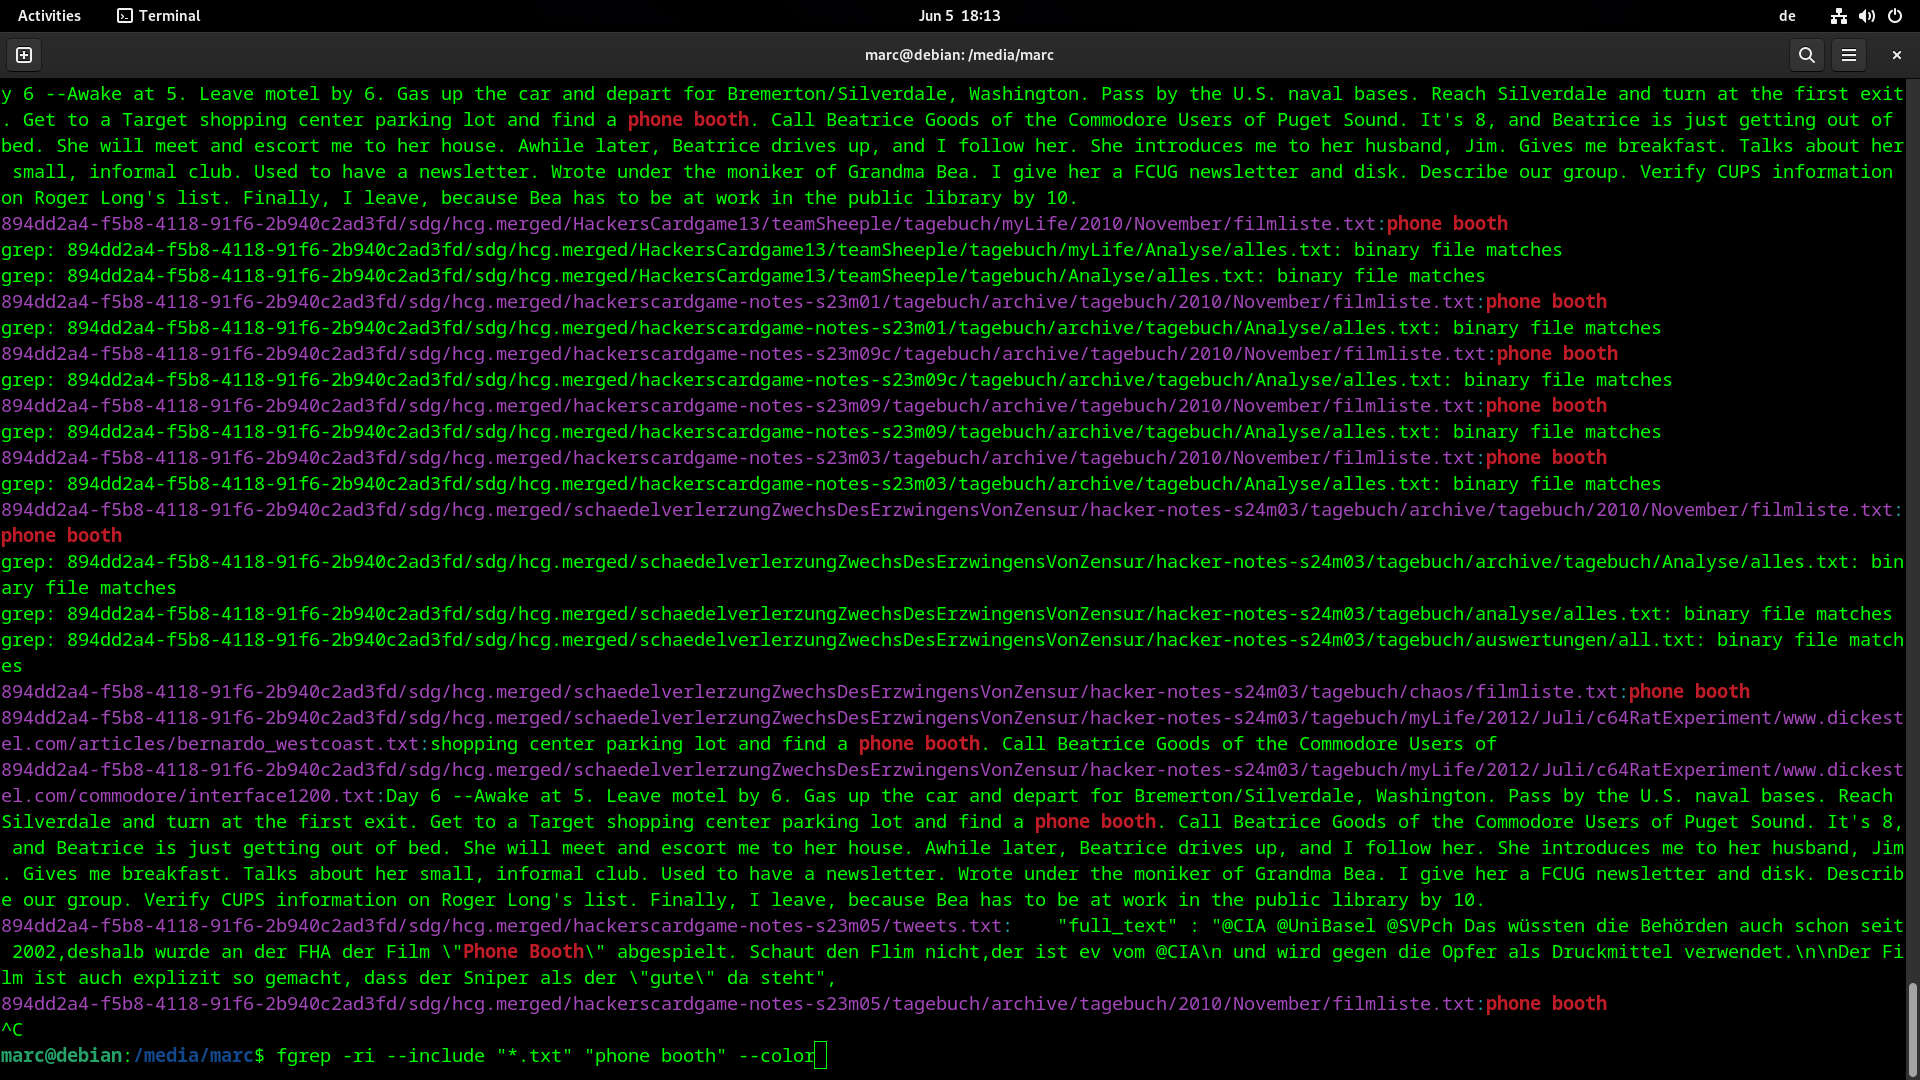 Activities Terminal Jun 5 18:13 de
marc@debian: /media/marc
y 6 --Awake at 5. Leave motel by 6. Gas up the car and depart for Bremerton/Silverdale, Washington. Pass by the U.S. naval bases. Reach Silverdale and turn at the first exit
. Get to a Target shopping center parking lot and find a phone booth. Call Beatrice Goods of the Commodore Users of Puget Sound. It's 8, and Beatrice is just getting out of
bed. She will meet and escort me to her house. Awhile later, Beatrice drives up, and I follow her. She introduces me to her husband, Jim. Gives me breakfast. Talks about her
 small, informal club. Used to have a newsletter. Wrote under the moniker of Grandma Bea. I give her a FCUG newsletter and disk. Describe our group. Verify CUPS information
on Roger Long's list. Finally, I leave, because Bea has to be at work in the public library by 10.
894dd2a4-f5b8-4118-91f6-2b940c2ad3fd/sdg/hcg.merged/HackersCardgame13/teamSheeple/tagebuch/myLife/2010/November/filmliste.txt:phone booth
grep: 894dd2a4-f5b8-4118-91f6-2b940c2ad3fd/sdg/hcg.merged/HackersCardgame13/teamSheeple/tagebuch/myLife/Analyse/alles.txt: binary file matches
grep: 894dd2a4-f5b8-4118-91f6-2b940c2ad3fd/sdg/hcg.merged/HackersCardgame13/teamSheeple/tagebuch/Analyse/alles.txt: binary file matches
894dd2a4-f5b8-4118-91f6-2b940c2ad3fd/sdg/hcg.merged/hackerscardgame-notes-s23m01/tagebuch/archive/tagebuch/2010/November/filmliste.txt:phone booth
grep: 894dd2a4-f5b8-4118-91f6-2b940c2ad3fd/sdg/hcg.merged/hackerscardgame-notes-s23m01/tagebuch/archive/tagebuch/Analyse/alles.txt: binary file matches
894dd2a4-f5b8-4118-91f6-2b940c2ad3fd/sdg/hcg.merged/hackerscardgame-notes-s23m09c/tagebuch/archive/tagebuch/2010/November/filmliste.txt:phone booth
grep: 894dd2a4-f5b8-4118-91f6-2b940c2ad3fd/sdg/hcg.merged/hackerscardgame-notes-s23m09c/tagebuch/archive/tagebuch/Analyse/alles.txt: binary file matches
894dd2a4-f5b8-4118-91f6-2b940c2ad3fd/sdg/hcg.merged/hackerscardgame-notes-s23m09/tagebuch/archive/tagebuch/2010/November/filmliste.txt:phone booth
grep: 894dd2a4-f5b8-4118-91f6-2b940c2ad3fd/sdg/hcg.merged/hackerscardgame-notes-s23m09/tagebuch/archive/tagebuch/Analyse/alles.txt: binary file matches
894dd2a4-f5b8-4118-91f6-2b940c2ad3fd/sdg/hcg.merged/hackerscardgame-notes-s23m03/tagebuch/archive/tagebuch/2010/November/filmliste.txt:phone booth
grep: 894dd2a4-f5b8-4118-91f6-2b940c2ad3fd/sdg/hcg.merged/hackerscardgame-notes-s23m03/tagebuch/archive/tagebuch/Analyse/alles.txt: binary file matches
894dd2a4-f5b8-4118-91f6-2b940c2ad3fd/sdg/hcg.merged/schaedelverlerzungZwechsDesErzwingensVonZensur/hacker-notes-s24m03/tagebuch/archive/tagebuch/2010/November/filmliste.txt:
phone booth
grep: 894dd2a4-f5b8-4118-91f6-2b940c2ad3fd/sdg/hcg.merged/schaedelverlerzungZwechsDesErzwingensVonZensur/hacker-notes-s24m03/tagebuch/archive/tagebuch/Analyse/alles.txt: bin
ary file matches
grep: 894dd2a4-f5b8-4118-91f6-2b940c2ad3fd/sdg/hcg.merged/schaedelverlerzungZwechsDesErzwingensVonZensur/hacker-notes-s24m03/tagebuch/analyse/alles.txt: binary file matches
grep: 894dd2a4-f5b8-4118-91f6-2b940c2ad3fd/sdg/hcg.merged/schaedelverlerzungZwechsDesErzwingensVonZensur/hacker-notes-s24m03/tagebuch/auswertungen/all.txt: binary file match
es
894dd2a4-f5b8-4118-91f6-2b940c2ad3fd/sdg/hcg.merged/schaedelverlerzungZwechsDesErzwingensVonZensur/hacker-notes-s24m03/tagebuch/chaos/filmliste.txt:phone booth
894dd2a4-f5b8-4118-91f6-2b940c2ad3fd/sdg/hcg.merged/schaedelverlerzungZwechsDesErzwingensVonZensur/hacker-notes-s24m03/tagebuch/myLife/2012/Juli/c64RatExperiment/www.dickest
el.com/articles/bernardo_westcoast.txt:shopping center parking lot and find a phone booth. Call Beatrice Goods of the Commodore Users of
894dd2a4-f5b8-4118-91f6-2b940c2ad3fd/sdg/hcg.merged/schaedelverlerzungZwechsDesErzwingensVonZensur/hacker-notes-s24m03/tagebuch/myLife/2012/Juli/c64RatExperiment/www.dickest
el.com/commodore/interface1200.txt:Day 6 --Awake at 5. Leave motel by 6. Gas up the car and depart for Bremerton/Silverdale, Washington. Pass by the U.S. naval bases. Reach
Silverdale and turn at the first exit. Get to a Target shopping center parking lot and find a phone booth. Call Beatrice Goods of the Commodore Users of Puget Sound. It's 8,
 and Beatrice is just getting out of bed. She will meet and escort me to her house. Awhile later, Beatrice drives up, and I follow her. She introduces me to her husband, Jim
. Gives me breakfast. Talks about her small, informal club. Used to have a newsletter. Wrote under the moniker of Grandma Bea. I give her a FCUG newsletter and disk. Describ
e our group. Verify CUPS information on Roger Long's list. Finally, I leave, because Bea has to be at work in the public library by 10.
894dd2a4-f5b8-4118-91f6-2b940c2ad3fd/sdg/hcg.merged/hackerscardgame-notes-s23m05/tweets.txt:    "full_text" : "@CIA @UniBasel @SVPch Das wüssten die Behörden auch schon seit
 2002,deshalb wurde an der FHA der Film \"Phone Booth\" abgespielt. Schaut den Flim nicht,der ist ev vom @CIA\n und wird gegen die Opfer als Druckmittel verwendet.\n\nDer Fi
lm ist auch explizit so gemacht, dass der Sniper als der \"gute\" da steht",
894dd2a4-f5b8-4118-91f6-2b940c2ad3fd/sdg/hcg.merged/hackerscardgame-notes-s23m05/tagebuch/archive/tagebuch/2010/November/filmliste.txt:phone booth
^C
marc@debian:/media/marc$ fgrep -ri --include "*.txt" "phone booth" --color